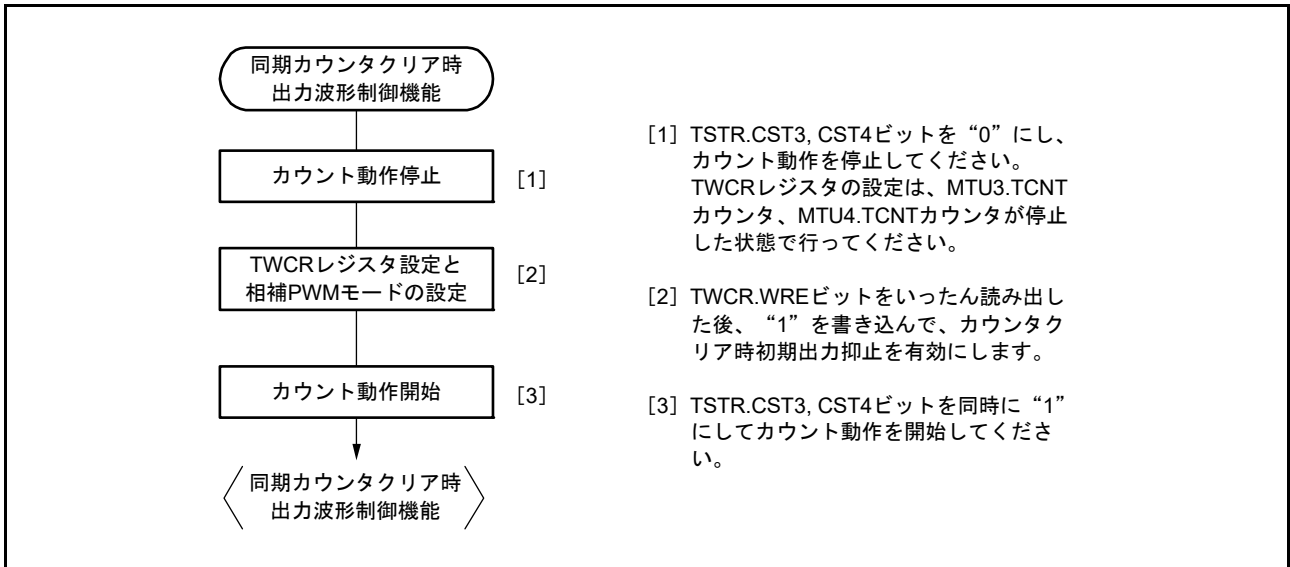 同期カウンタクリア時
出力波形制御機能
カウント動作停止
[1]
TWCRレジスタ設定と
相補PWMモードの設定
[2]
カウント動作開始
[3]
同期カウンタクリア時
出力波形制御機能
[1] TSTR.CST3, CST4ビットを“0”にし、
カウント動作を停止してください。
TWCRレジスタの設定は、MTU3.TCNT
カウンタ、MTU4.TCNTカウンタが停止
した状態で行ってください。
[2] TWCR.WREビットをいったん読み出し
た後、“1”を書き込んで、カウンタク
リア時初期出力抑止を有効にします。
[3] TSTR.CST3, CST4ビットを同時に“1”
にしてカウント動作を開始してくださ
い。